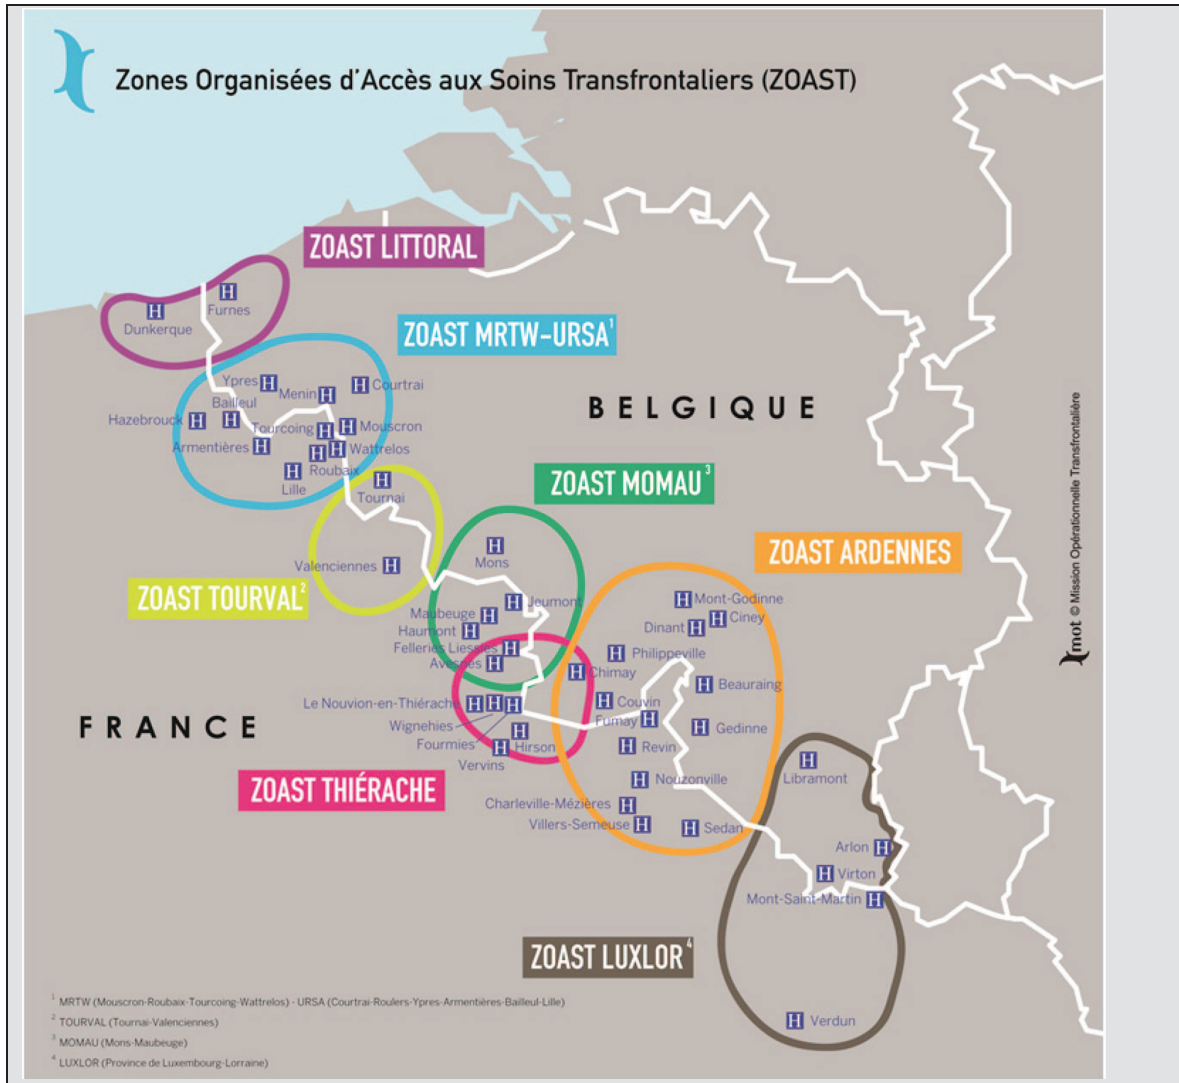 Zones Organisées d'Accès aux Soins Transfrontaliers (ZOAST)
ZOAST LITTORAL
Furnes
Dunkerque
ZOAST MRTW-URSA¹
Ypres
Menin
Courtrai
Bailleul
Hazebrouck
Tourcoing
Mouscron
Armentières
Wattrelos
Roubaix
Lille
BELGIQUE
Tournai
ZOAST MOMAU³
Valenciennes
ZOAST TOURVAL²
Mons
ZOAST ARDENNES
Jeumont
Maubeuge
Haumont
Felleries Liessies
Avesnes
Mont-Godinne
Ciney
Dinant
Philippeville
Chimay
Beauraing
Couvin
Fumay
Gedinne
FRANCE
Le Nouvion-en-Thiérache
Wignehies
Fourmies
Hirson
Vervins
Revin
ZOAST THIÉRACHE
Nouzonville
Charleville-Mézières
Villers-Semeuse
Sedan
Libramont
Arlon
Virton
Mont-Saint-Martin
ZOAST LUXLOR⁴
Verdun
mot © Mission Opérationnelle Transfrontalière
¹ MRTW (Mouscron-Roubaix-Tourcoing-Wattrelos) - URSA (Courtrai-Roulers-Ypres-Armentières-Bailleul-Lille)
² TOURVAL (Tournai-Valenciennes)
³ MOMAU (Mons-Maubeuge)
⁴ LUXLOR (Province de Luxembourg-Lorraine)